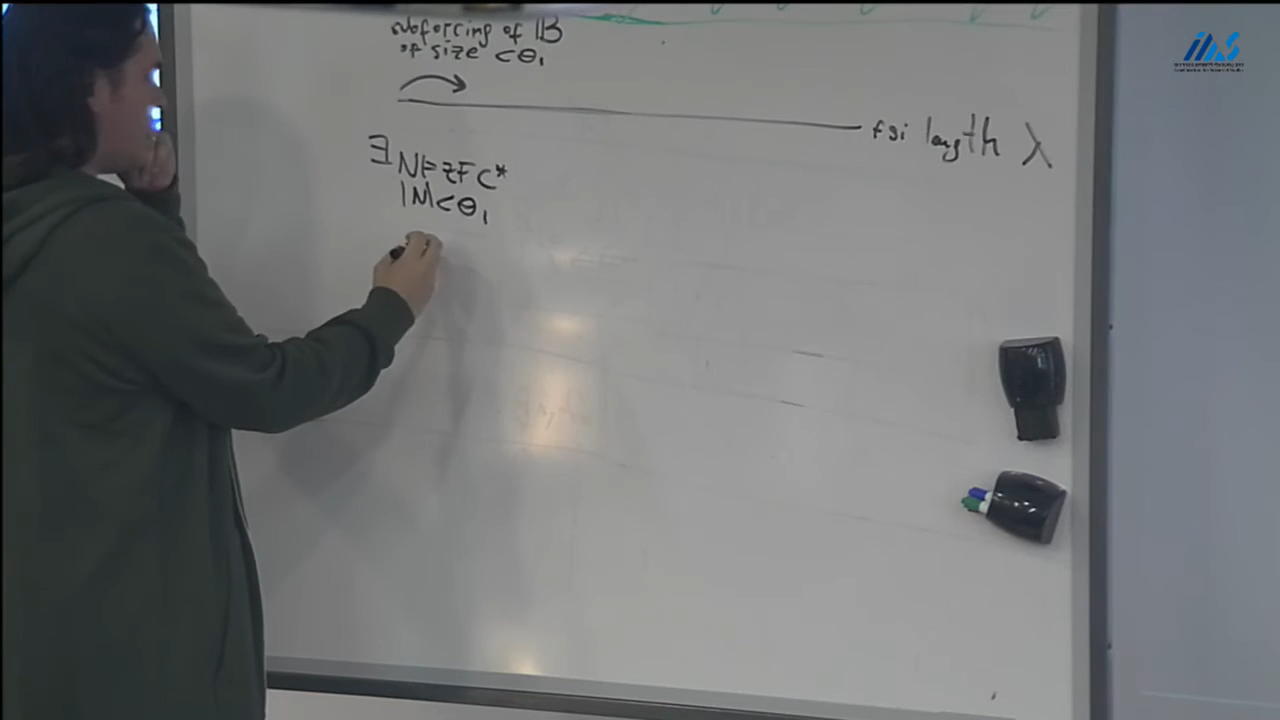 subforcing of 𝔹
of size < θ₁
fsi length λ
∃ N ⊨ ZFC*
|N| < θ₁